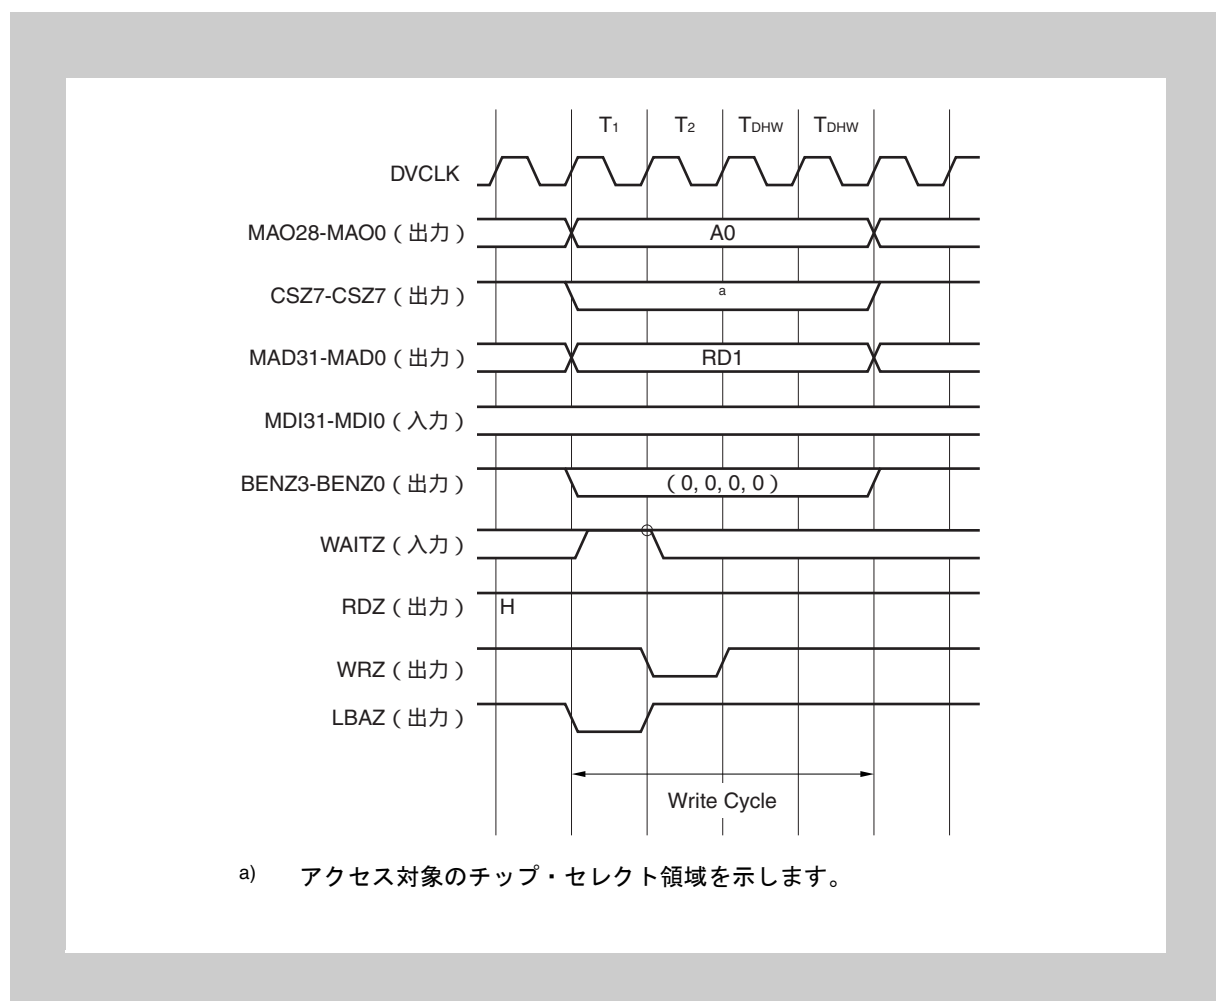 T1 T2 TDHW TDHW
DVCLK
MAO28-MAO0 ( 出力 ) A0
CSZ7-CSZ7 ( 出力 ) a
MAD31-MAD0 ( 出力 ) RD1
MDI31-MDI0 ( 入力 )
BENZ3-BENZ0 ( 出力 ) ( 0, 0, 0, 0 )
WAITZ ( 入力 )
RDZ ( 出力 ) H
WRZ ( 出力 )
LBAZ ( 出力 )
Write Cycle
a) アクセス対象のチップ・セレクト領域を示します。